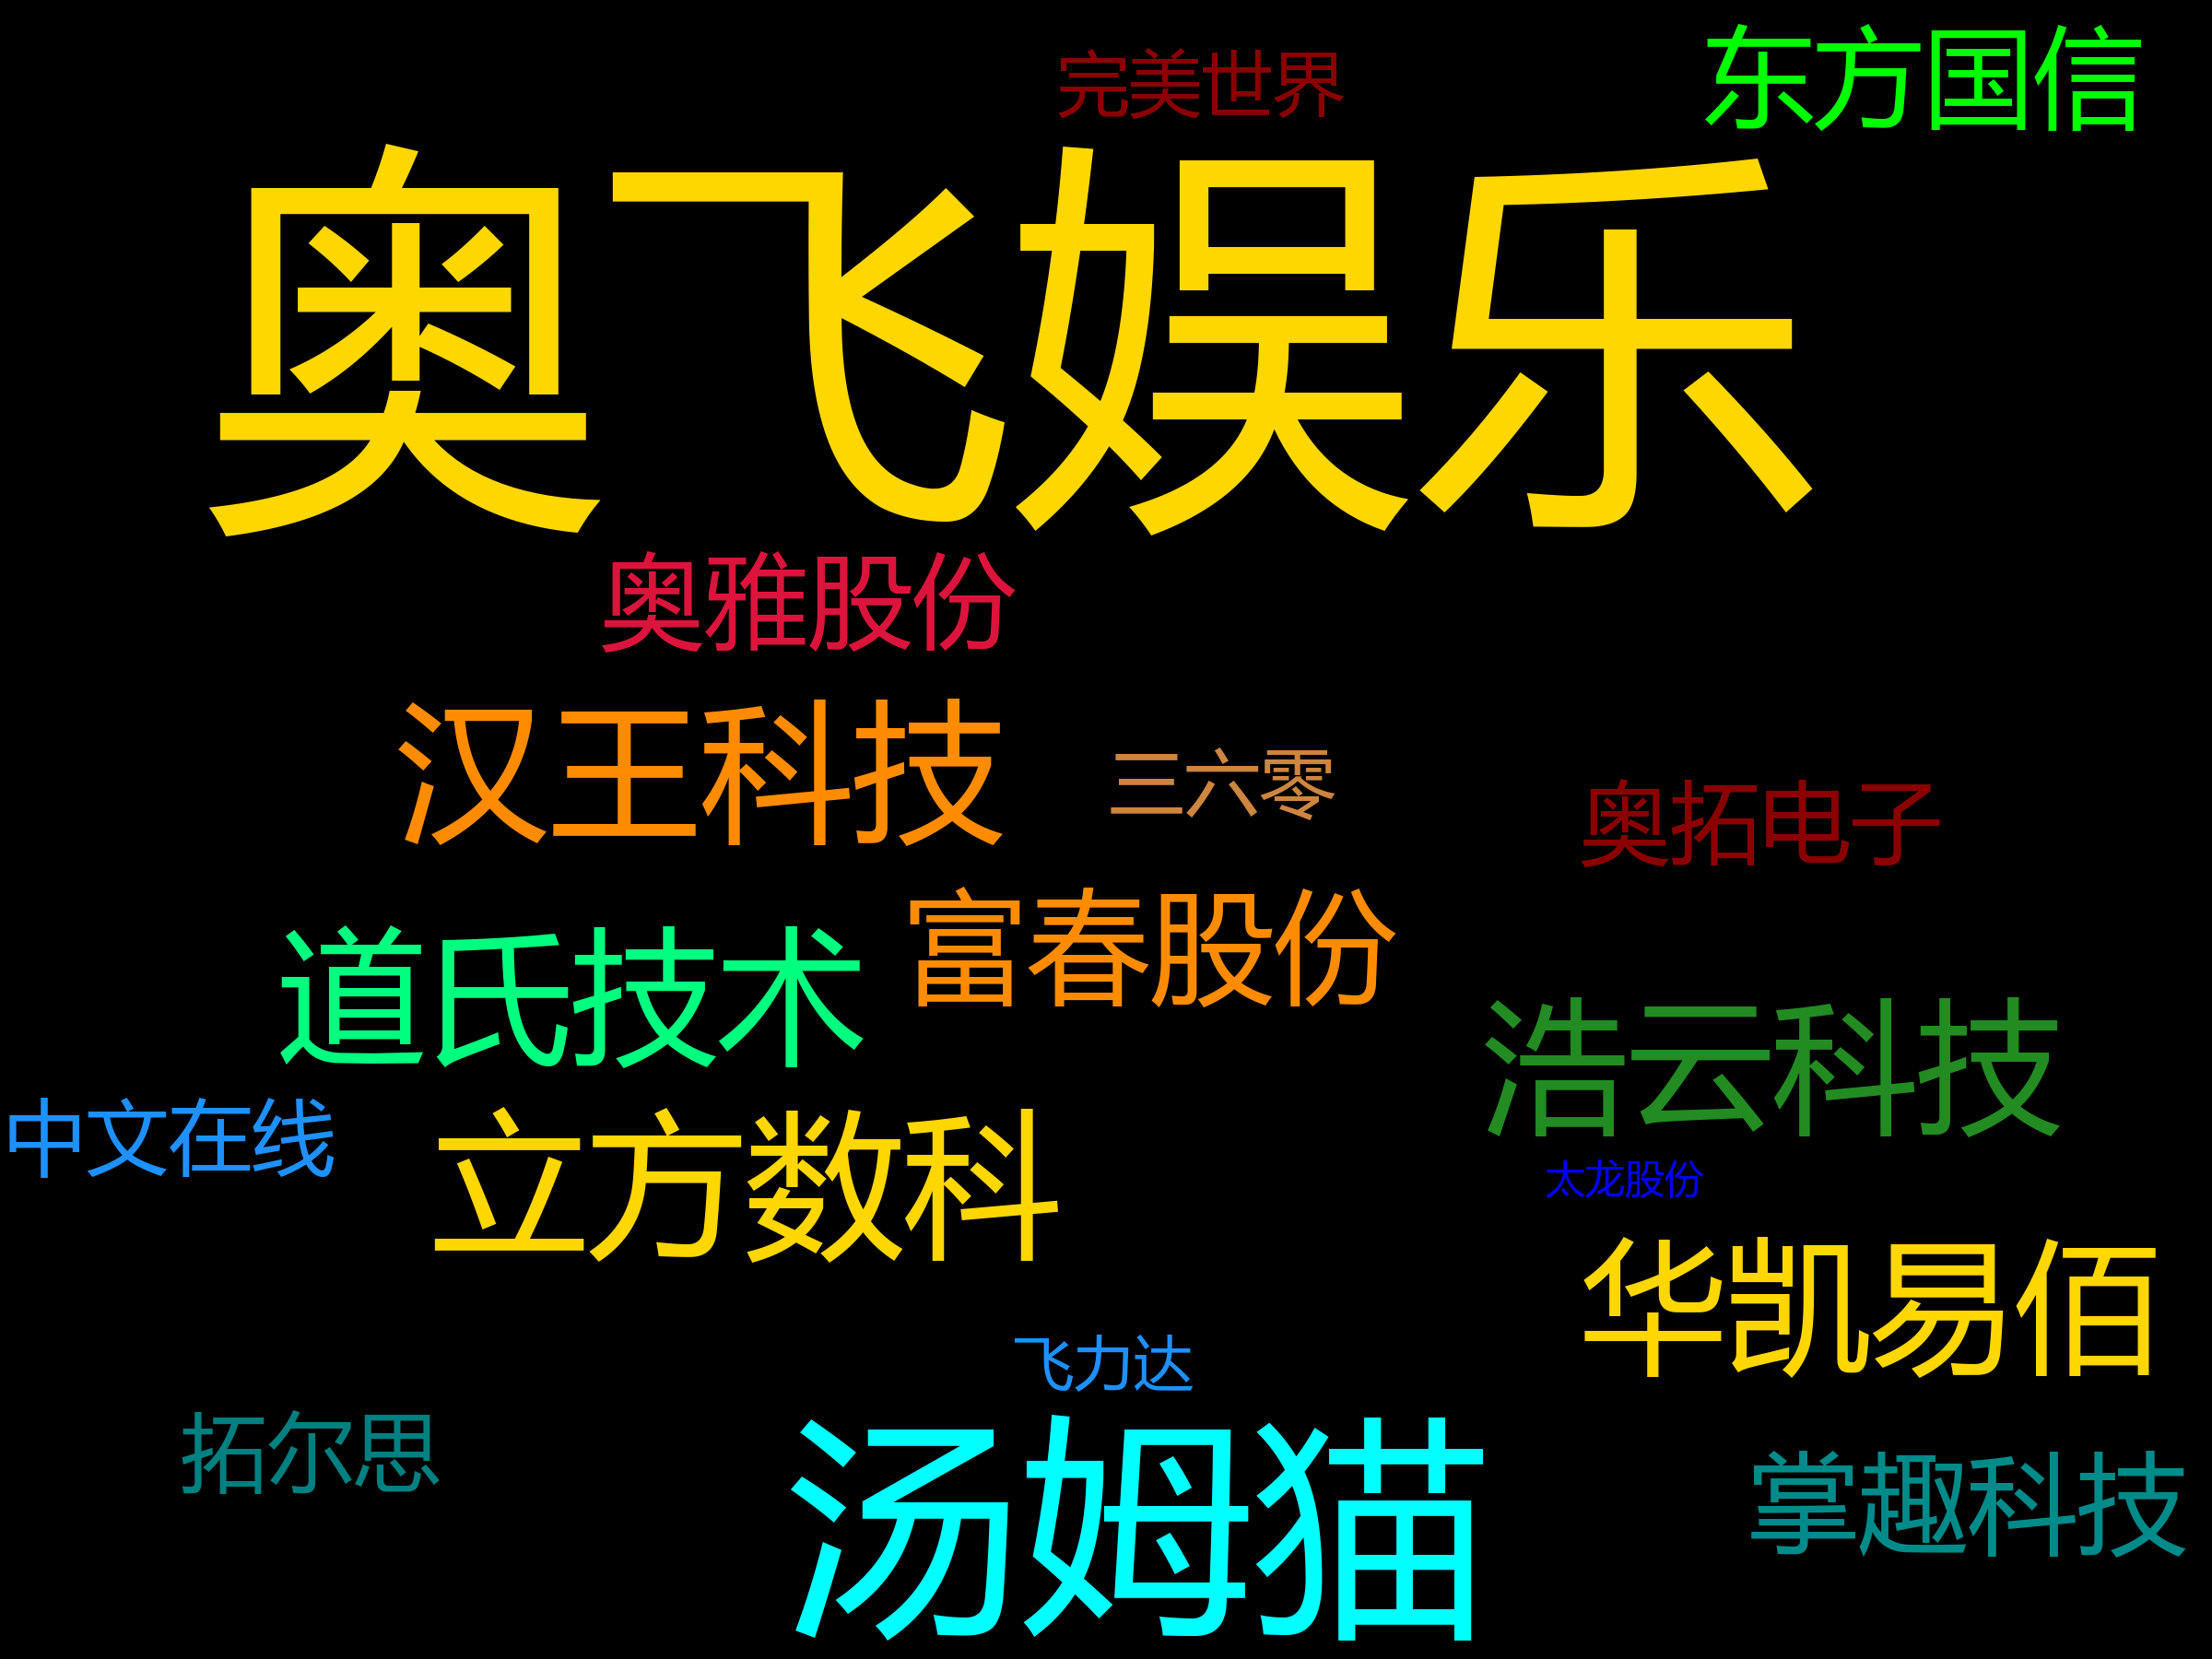 完美世界
东方国信
奥飞娱乐
奥雅股份
汉王科技
三六零
奥拓电子
富春股份
道氏技术
浩云科技
中文在线
立方数科
太龙股份
华凯易佰
飞力达
拓尔思
汤姆猫
掌趣科技